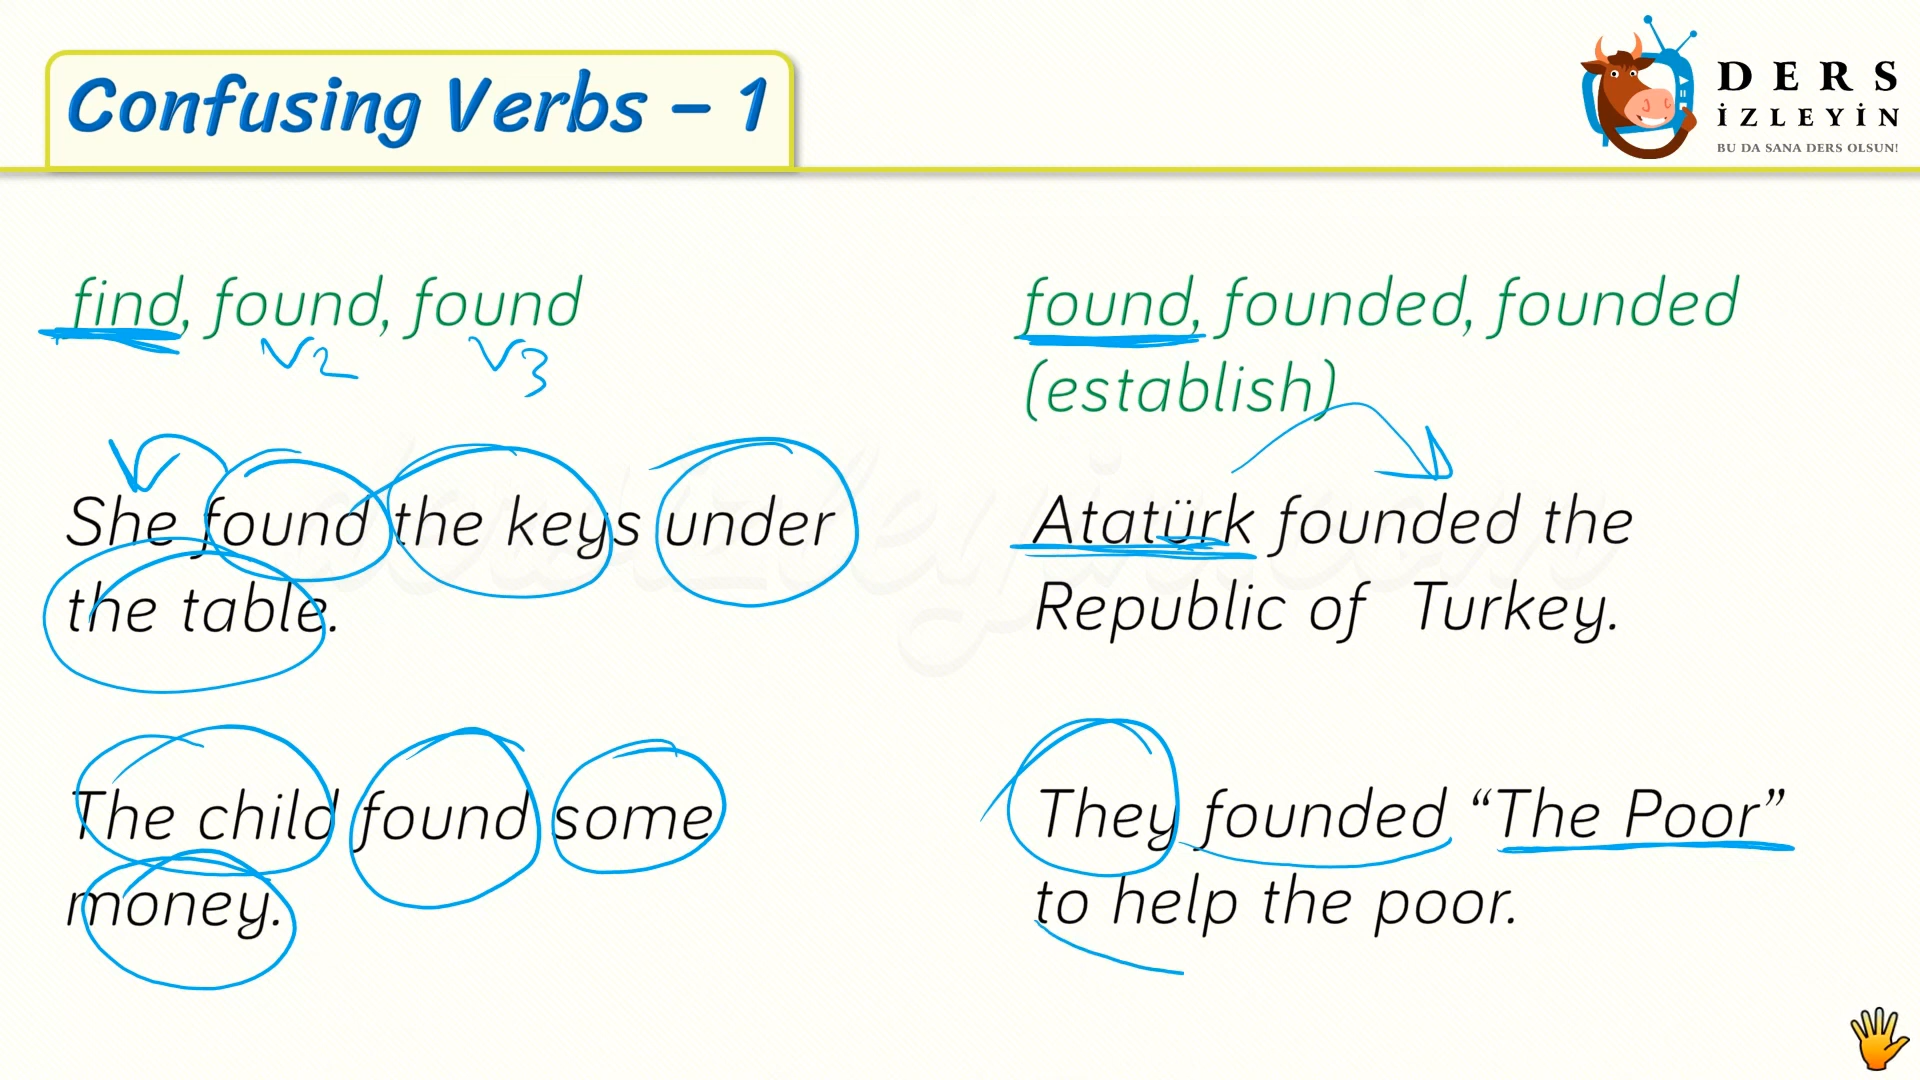 Confusing Verbs – 1
DERS
İZLEYİN
BU DA SANA DERS OLSUN!
find, found, found
V2 V3
She found the keys under
the table.
The child found some
money.
found, founded, founded
(establish)
Atatürk founded the
Republic of Turkey.
They founded “The Poor”
to help the poor.